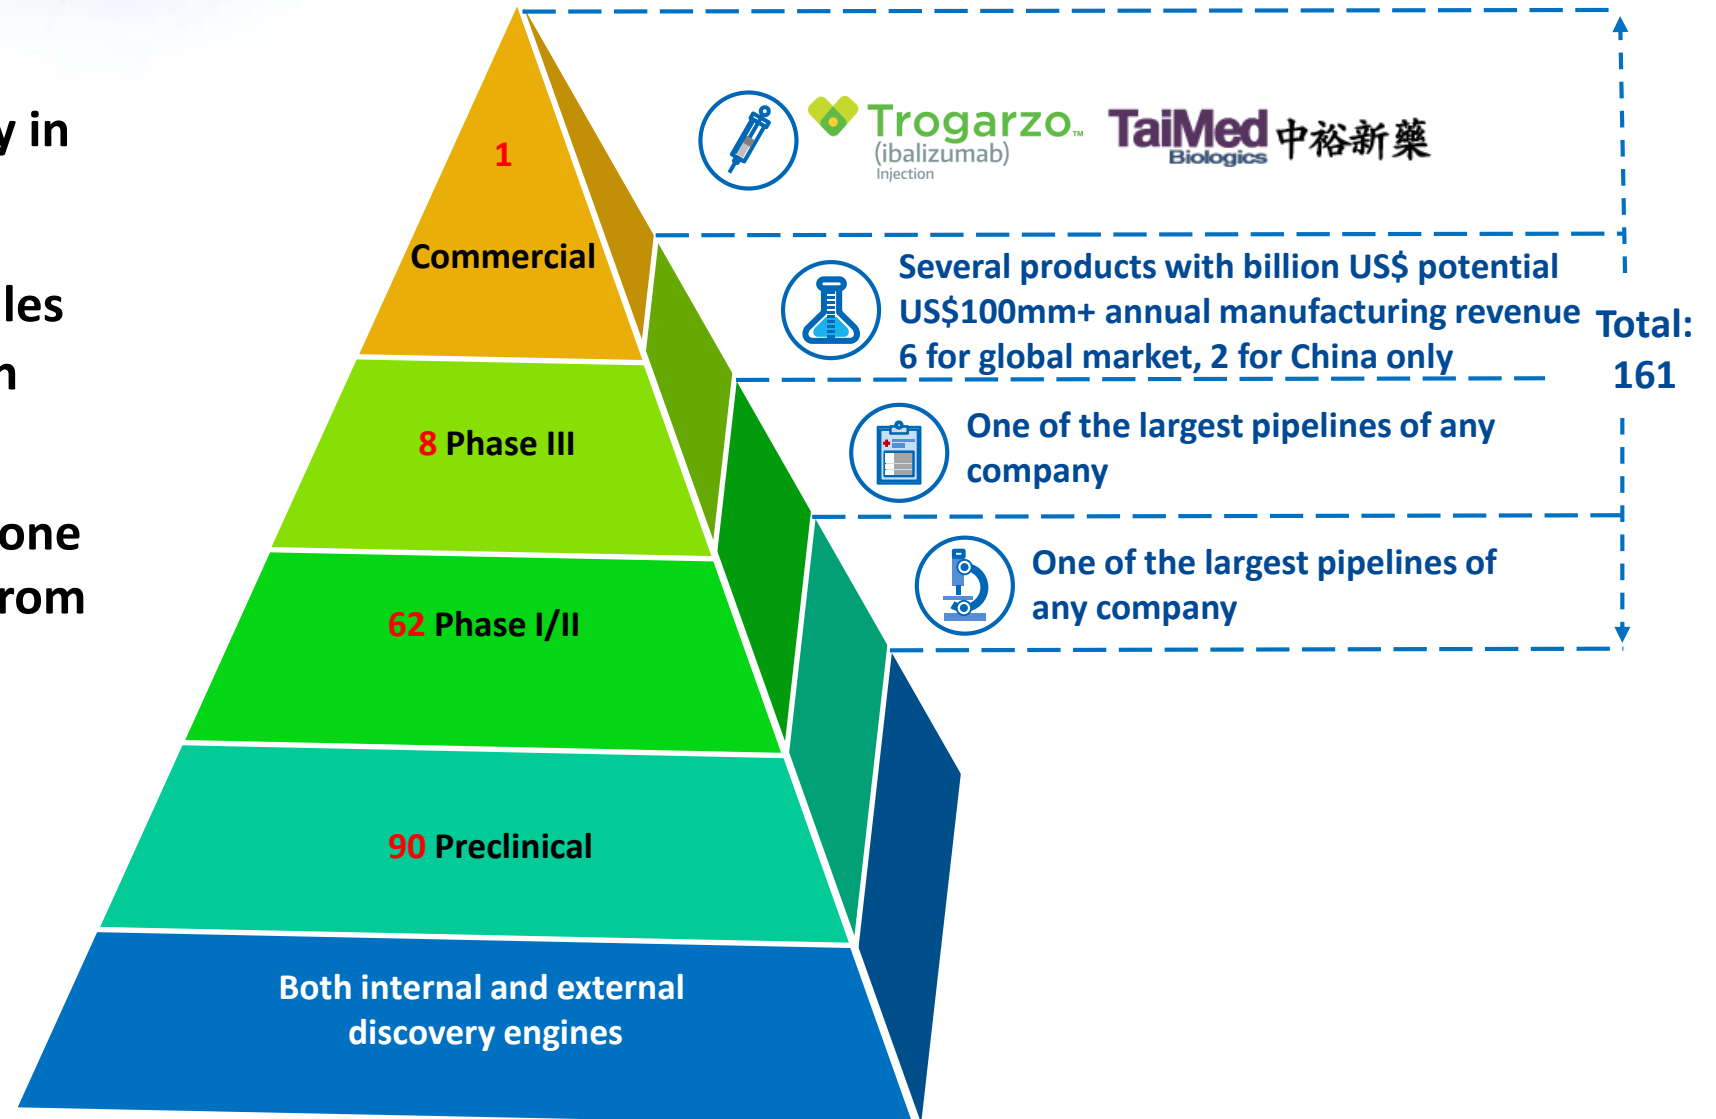 y in
les
n
one
rom
1
Commercial
8 Phase III
62 Phase I/II
90 Preclinical
Both internal and external
discovery engines
Trogarzo™
(ibalizumab)
Injection
TaiMed
Biologics
中裕新藥
Several products with billion US$ potential
US$100mm+ annual manufacturing revenue
6 for global market, 2 for China only
One of the largest pipelines of any
company
One of the largest pipelines of
any company
Total:
161